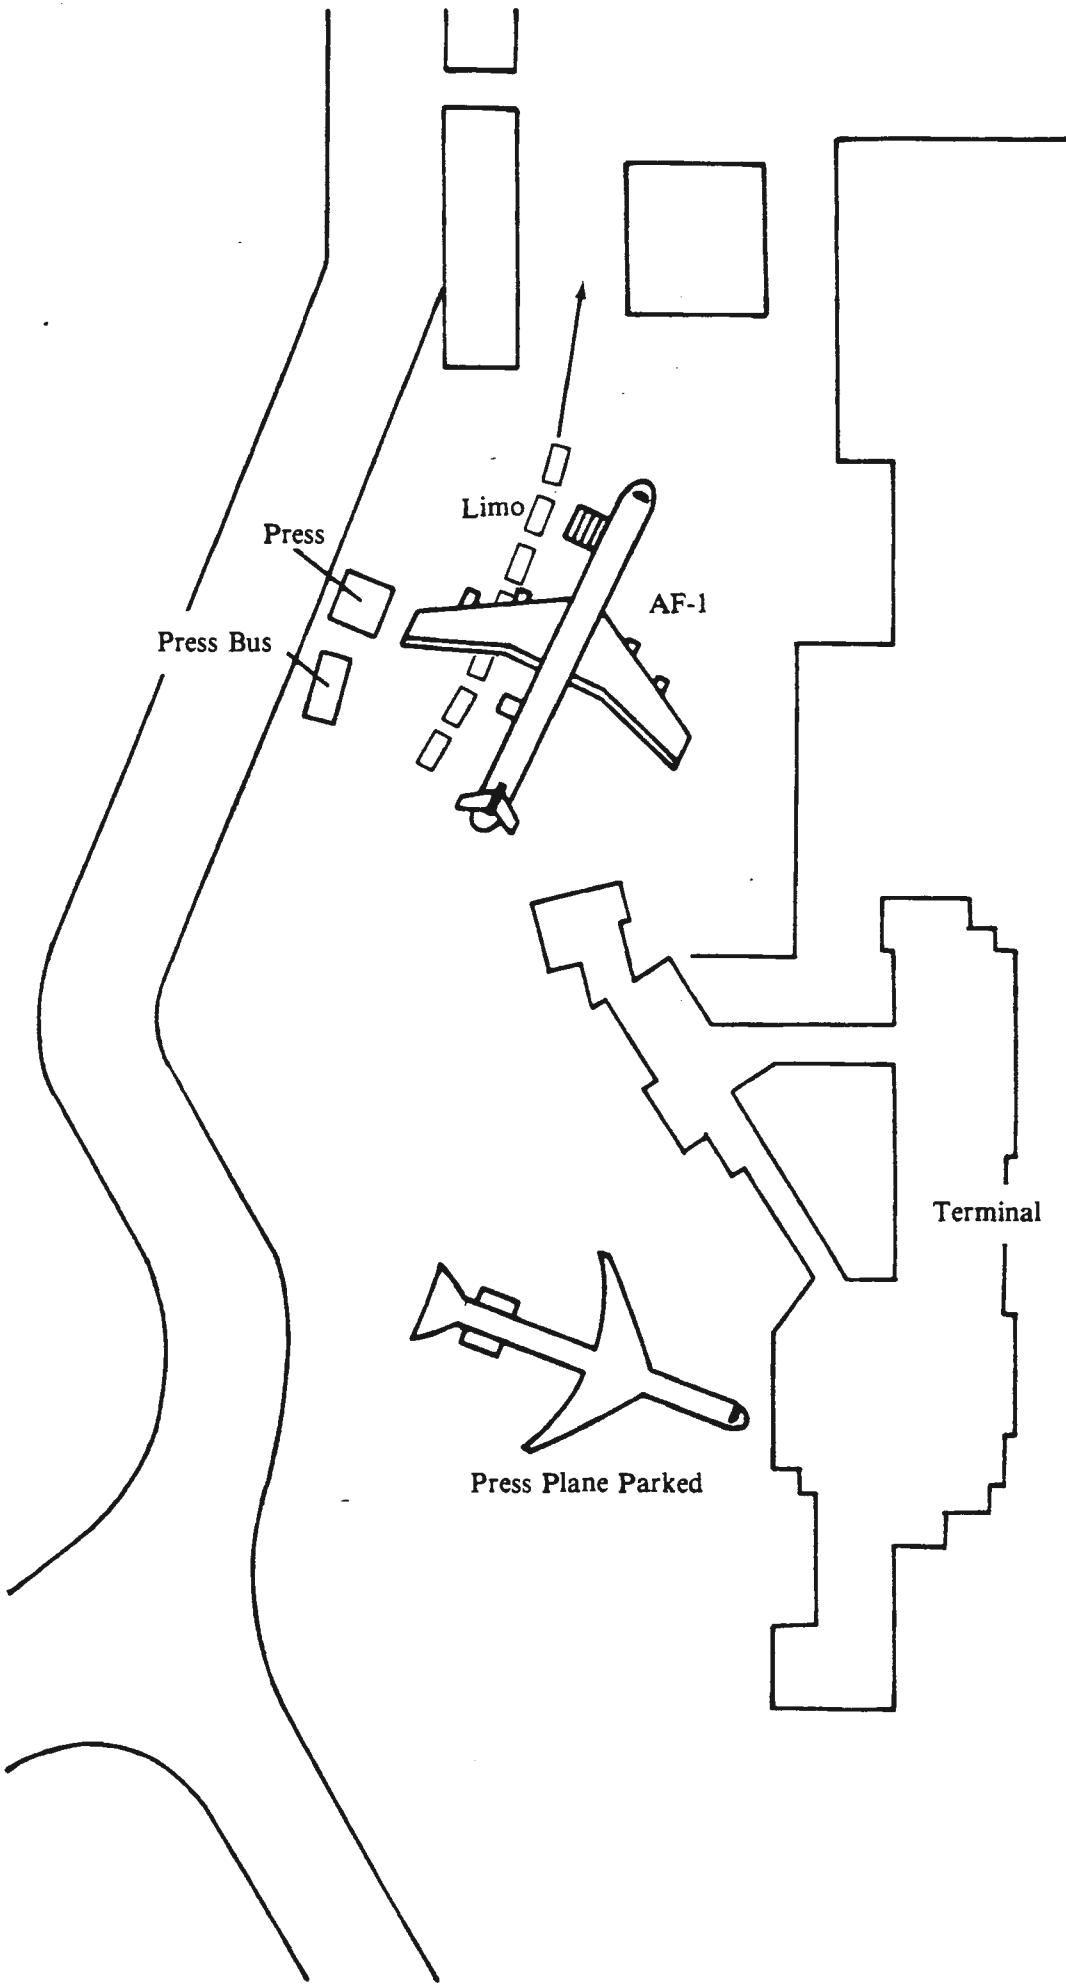 Limo
Press
AF-1
Press Bus
Terminal
Press Plane Parked